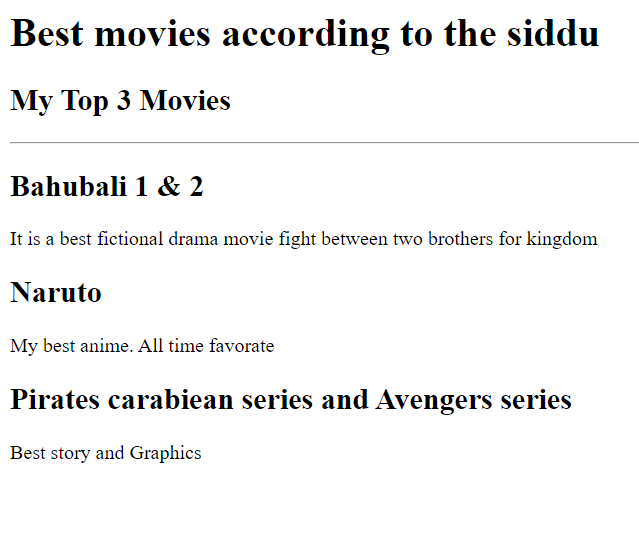 Best movies according to the siddu
My Top 3 Movies
Bahubali 1 & 2
It is a best fictional drama movie fight between two brothers for kingdom
Naruto
My best anime. All time favorate
Pirates carabiean series and Avengers series
Best story and Graphics